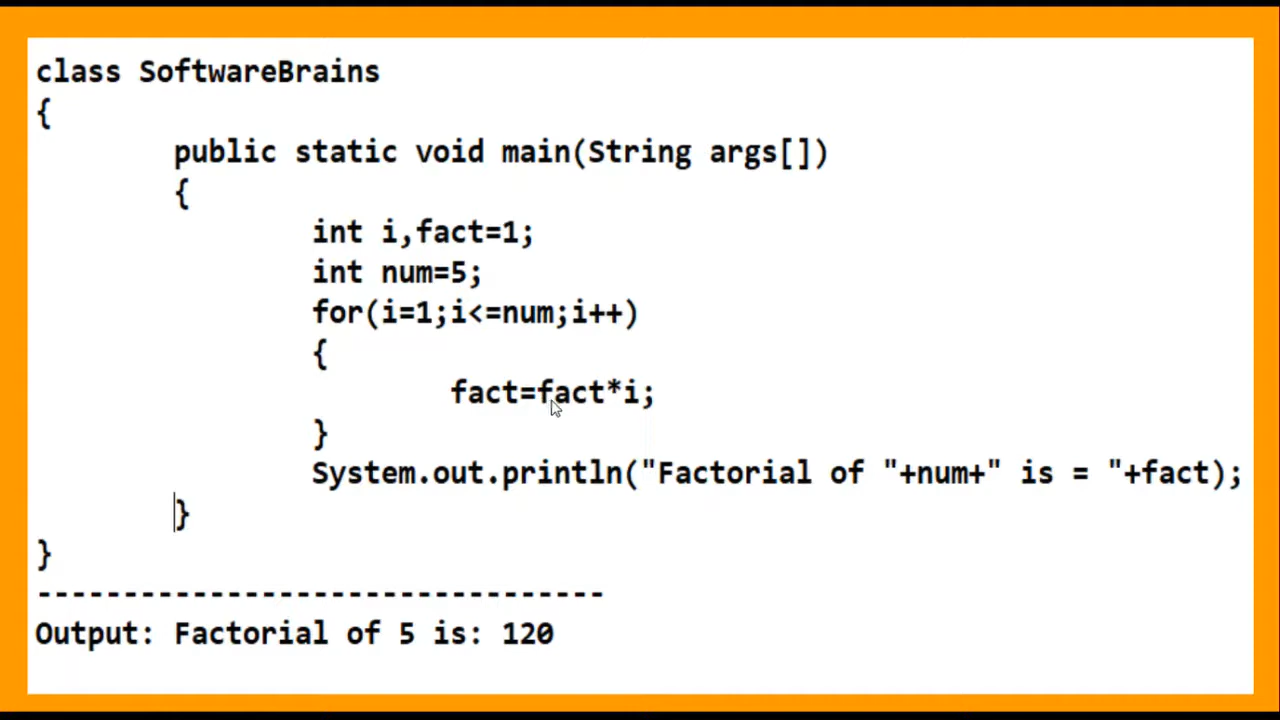 class SoftwareBrains
{
public static void main(String args[])
{
int i,fact=1;
int num=5;
for(i=1;i<=num;i++)
{
fact=fact*i;
}
System.out.println("Factorial of "+num+" is = "+fact);
}
}
-----------------------------------
Output: Factorial of 5 is: 120